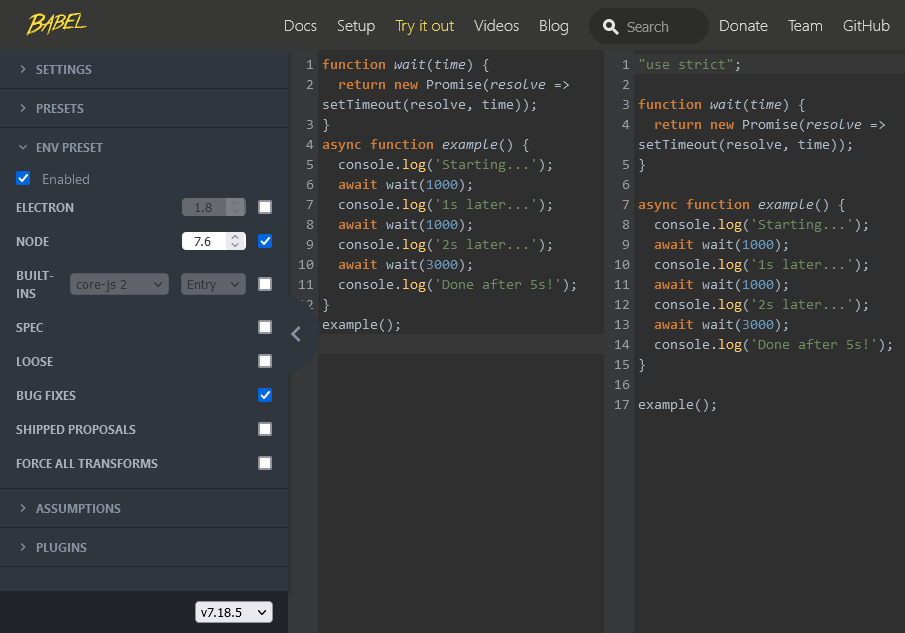 BABEL
Docs Setup Try it out Videos Blog Search Donate Team GitHub
SETTINGS
PRESETS
ENV PRESET
Enabled
ELECTRON 1.8
NODE 7.6
BUILT-
INS core-js 2 Entry
SPEC
LOOSE
BUG FIXES
SHIPPED PROPOSALS
FORCE ALL TRANSFORMS
ASSUMPTIONS
PLUGINS
v7.18.5
1 function wait(time) {
2   return new Promise(resolve =>
setTimeout(resolve, time));
3 }
4 async function example() {
5   console.log('Starting...');
6   await wait(1000);
7   console.log('1s later...');
8   await wait(1000);
9   console.log('2s later...');
10   await wait(3000);
11   console.log('Done after 5s!');
12 }
example();
1 "use strict";
2
3 function wait(time) {
4   return new Promise(resolve =>
setTimeout(resolve, time));
5 }
6
7 async function example() {
8   console.log('Starting...');
9   await wait(1000);
10   console.log('1s later...');
11   await wait(1000);
12   console.log('2s later...');
13   await wait(3000);
14   console.log('Done after 5s!');
15 }
16
17 example();